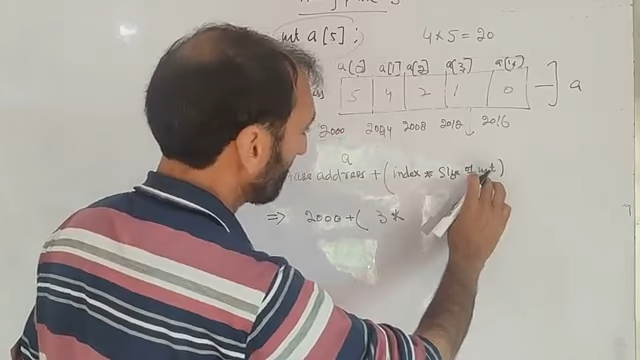 int a[5];
4*5=20
a[0] a[1] a[2] a[3] a[4]
5 4 2 1 0 a
2000 2004 2008 2012 2016
a
base address + (index * Size of int)
=> 2000+( 3*